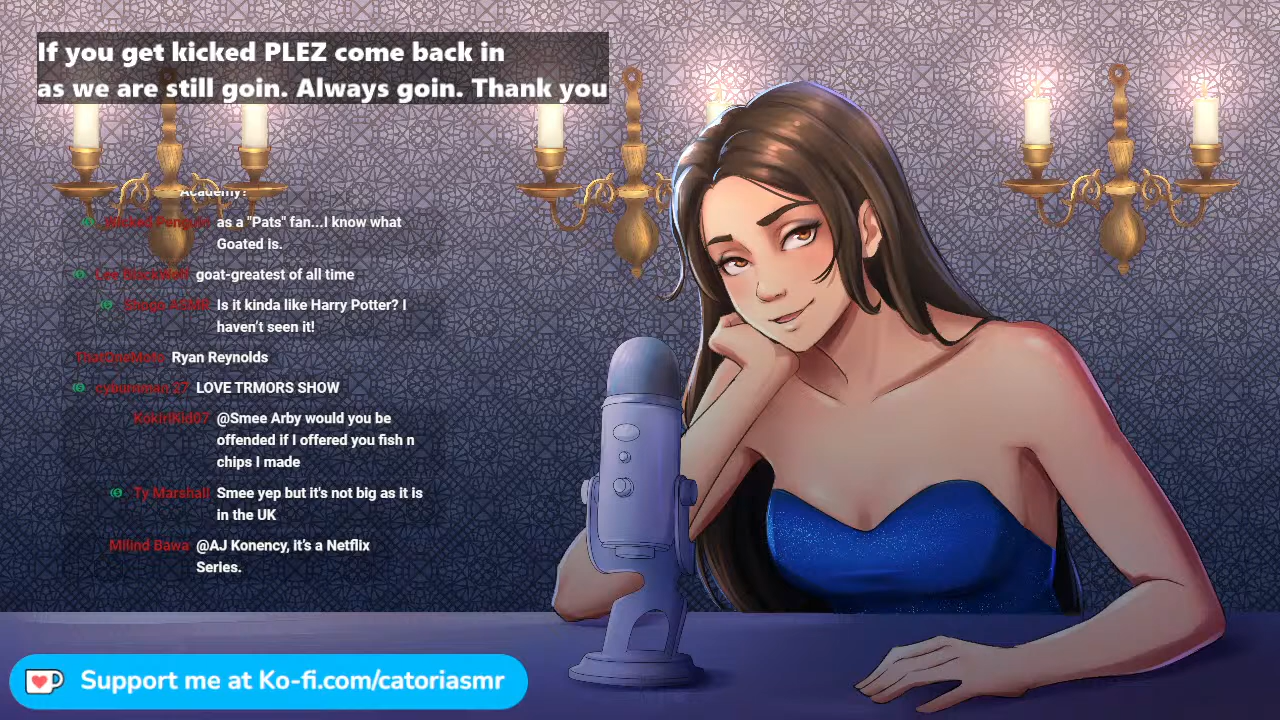 If you get kicked PLEZ come back in
as we are still goin. Always goin. Thank you
Academy?
Wicked Penguin as a "Pats" fan...I know what
Goated is.
goat-greatest of all time
Is it kinda like Harry Potter? I
haven't seen it!
Ryan Reynolds
LOVE TRMORS SHOW
KokiriKid07 @Smee Arby would you be
offended if I offered you fish n
chips I made
Ty Marshall Smee yep but it's not big as it is
in the UK
Milind Bawa @AJ Konency, it's a Netflix
Series.
Support me at Ko-fi.com/catoriasmr